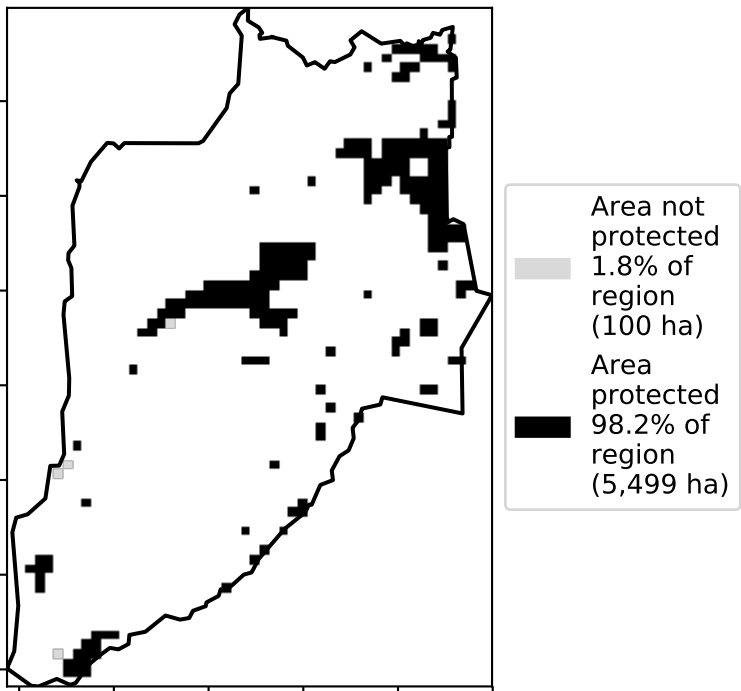 Area not
protected
1.8% of
region
(100 ha)
Area
protected
98.2% of
region
(5,499 ha)